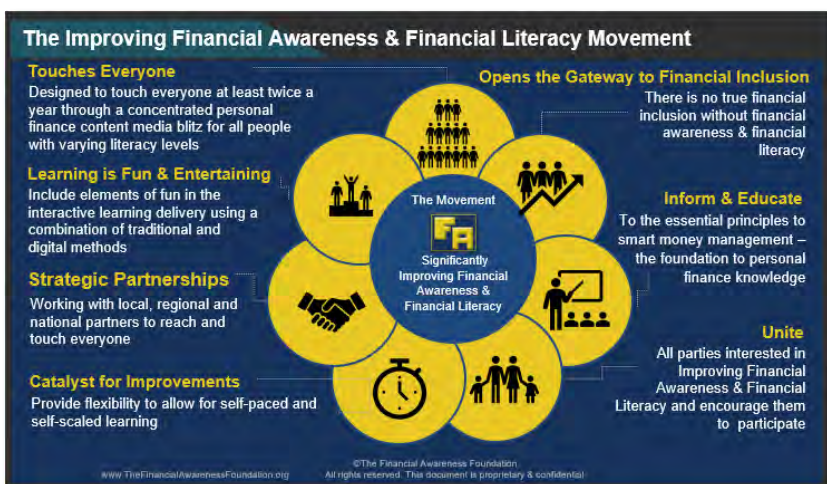 The Improving Financial Awareness & Financial Literacy Movement
Touches Everyone
Designed to touch everyone at least twice a
year through a concentrated personal
finance content media blitz for all people
with varying literacy levels
Learning is Fun & Entertaining
Include elements of fun in the
interactive learning delivery using a
combination of traditional and
digital methods
Strategic Partnerships
Working with local, regional and
national partners to reach and
touch everyone
Catalyst for Improvements
Provide flexibility to allow for self-paced and
self-scaled learning
The Movement
FA
Significantly
Improving Financial
Awareness &
Financial Literacy
Opens the Gateway to Financial Inclusion
There is no true financial
inclusion without financial
awareness & financial
literacy
Inform & Educate
To the essential principles to
smart money management –
the foundation to personal
finance knowledge
Unite
All parties interested in
Improving Financial
Awareness & Financial
Literacy and encourage them
to participate
www.TheFinancialAwarenessFoundation.org
©The Financial Awareness Foundation
All rights reserved. This document is proprietary & confidential